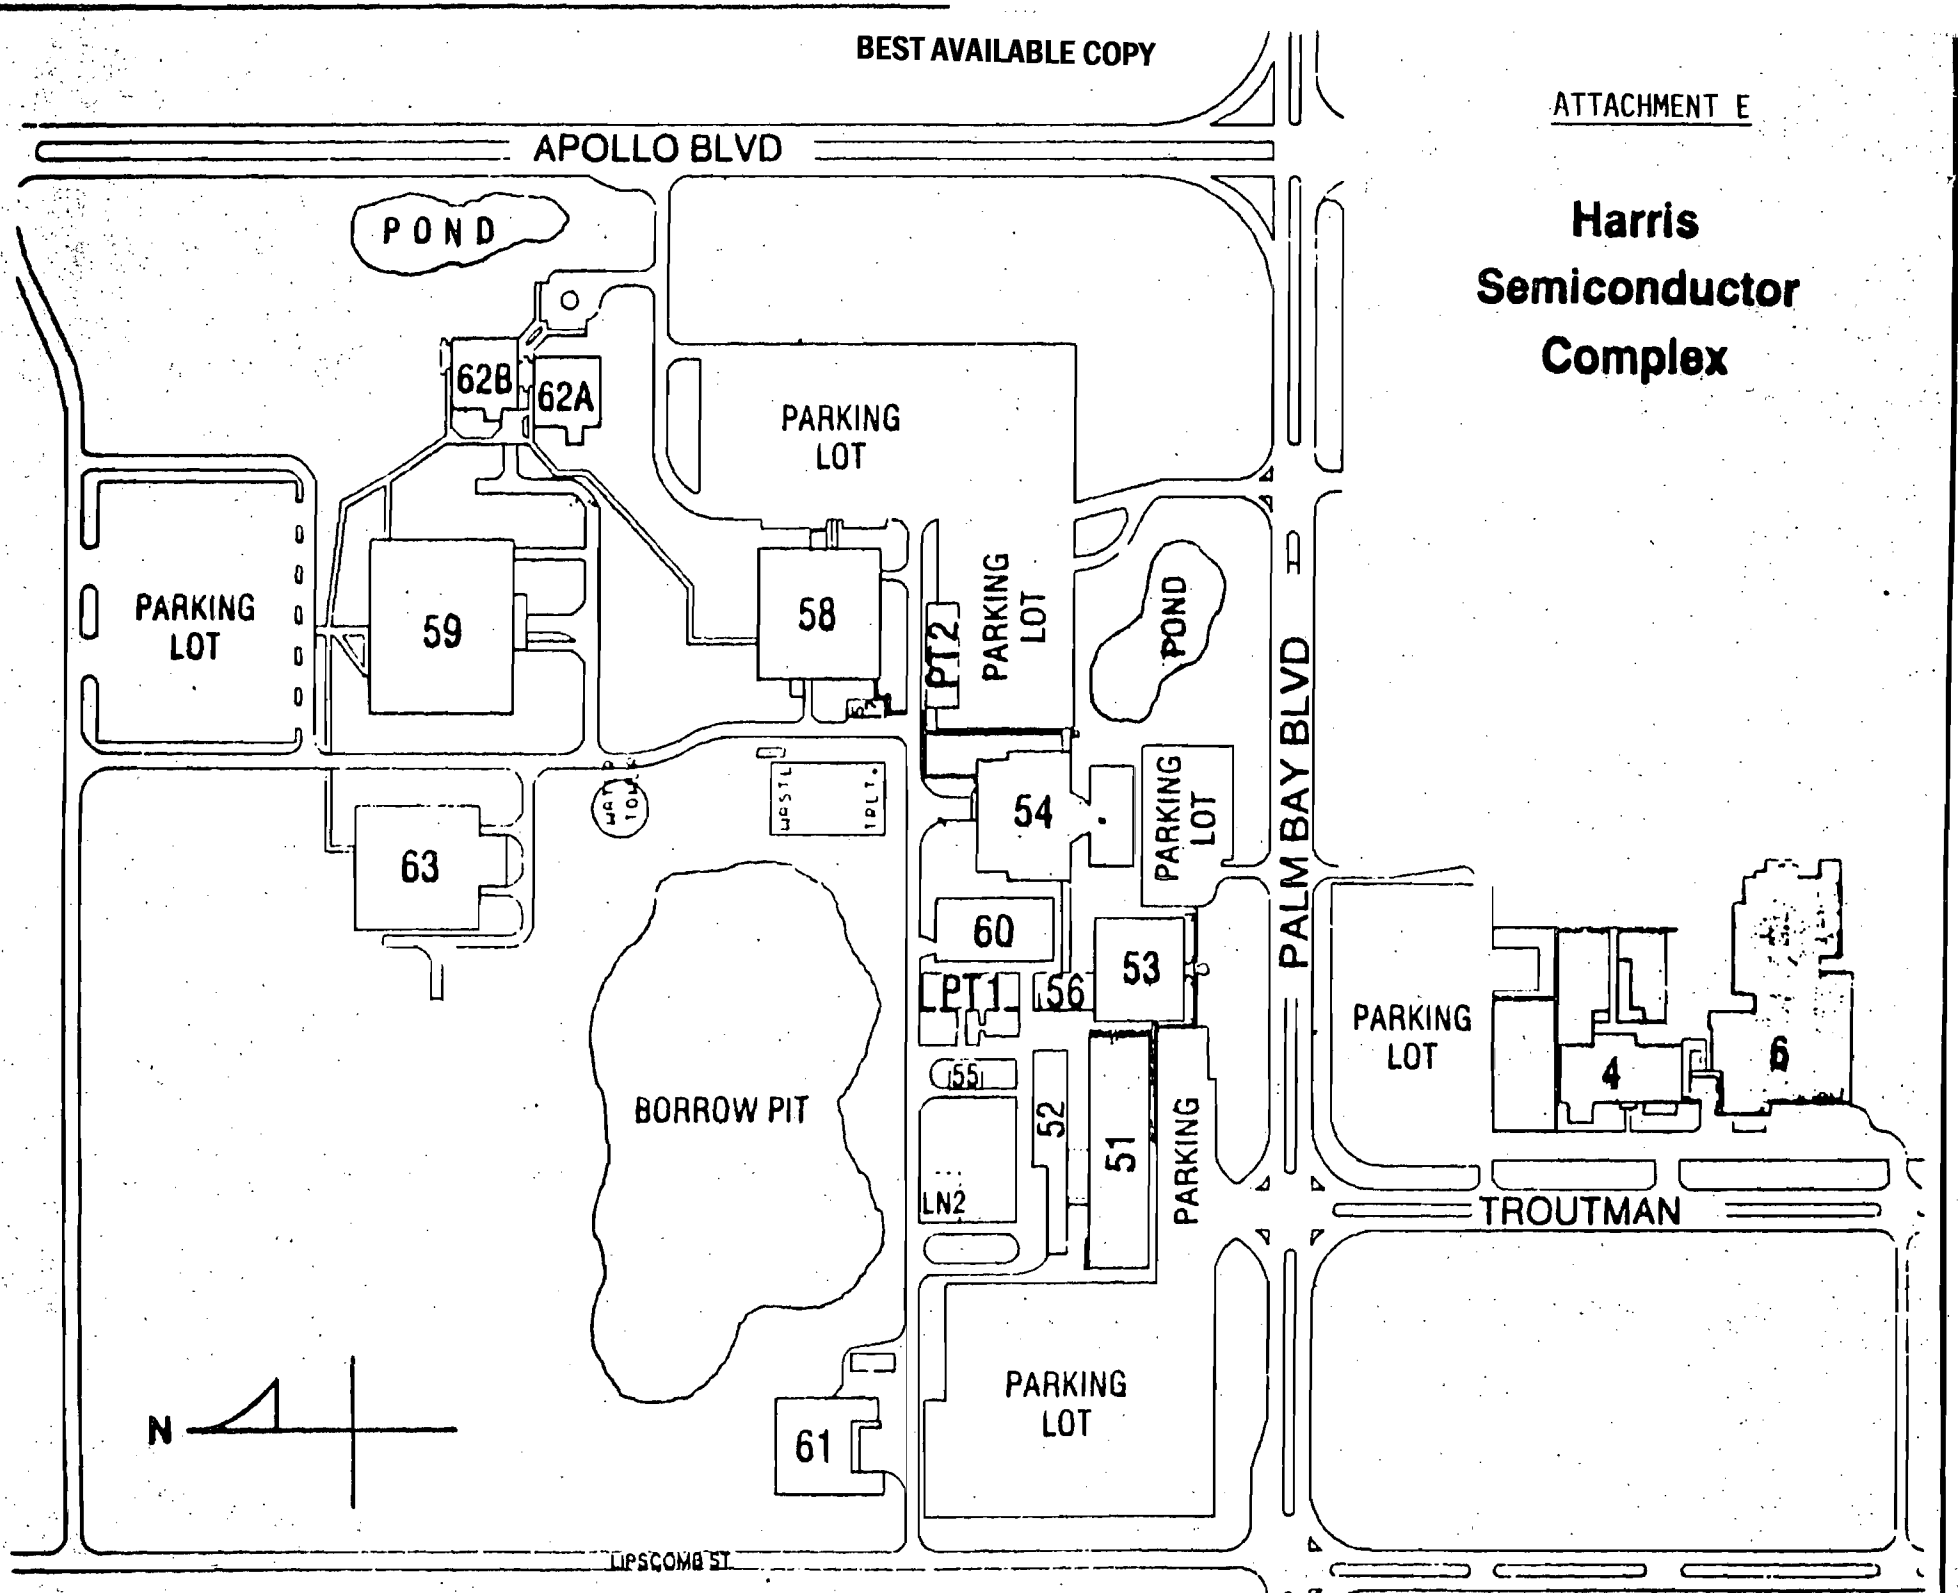 BEST AVAILABLE COPY
ATTACHMENT E
APOLLO BLVD
Harris
Semiconductor
Complex
POND
62B
62A
PARKING
LOT
PARKING
LOT
59
58
PT2
PARKING
LOT
POND
PALM BAY BLVD
54
PARKING
LOT
63
60
53
PT1
56
PARKING
LOT
4
6
55
52
51
BORROW PIT
PARKING
LN2
TROUTMAN
PARKING
LOT
N
61
LIPSCOMB ST.